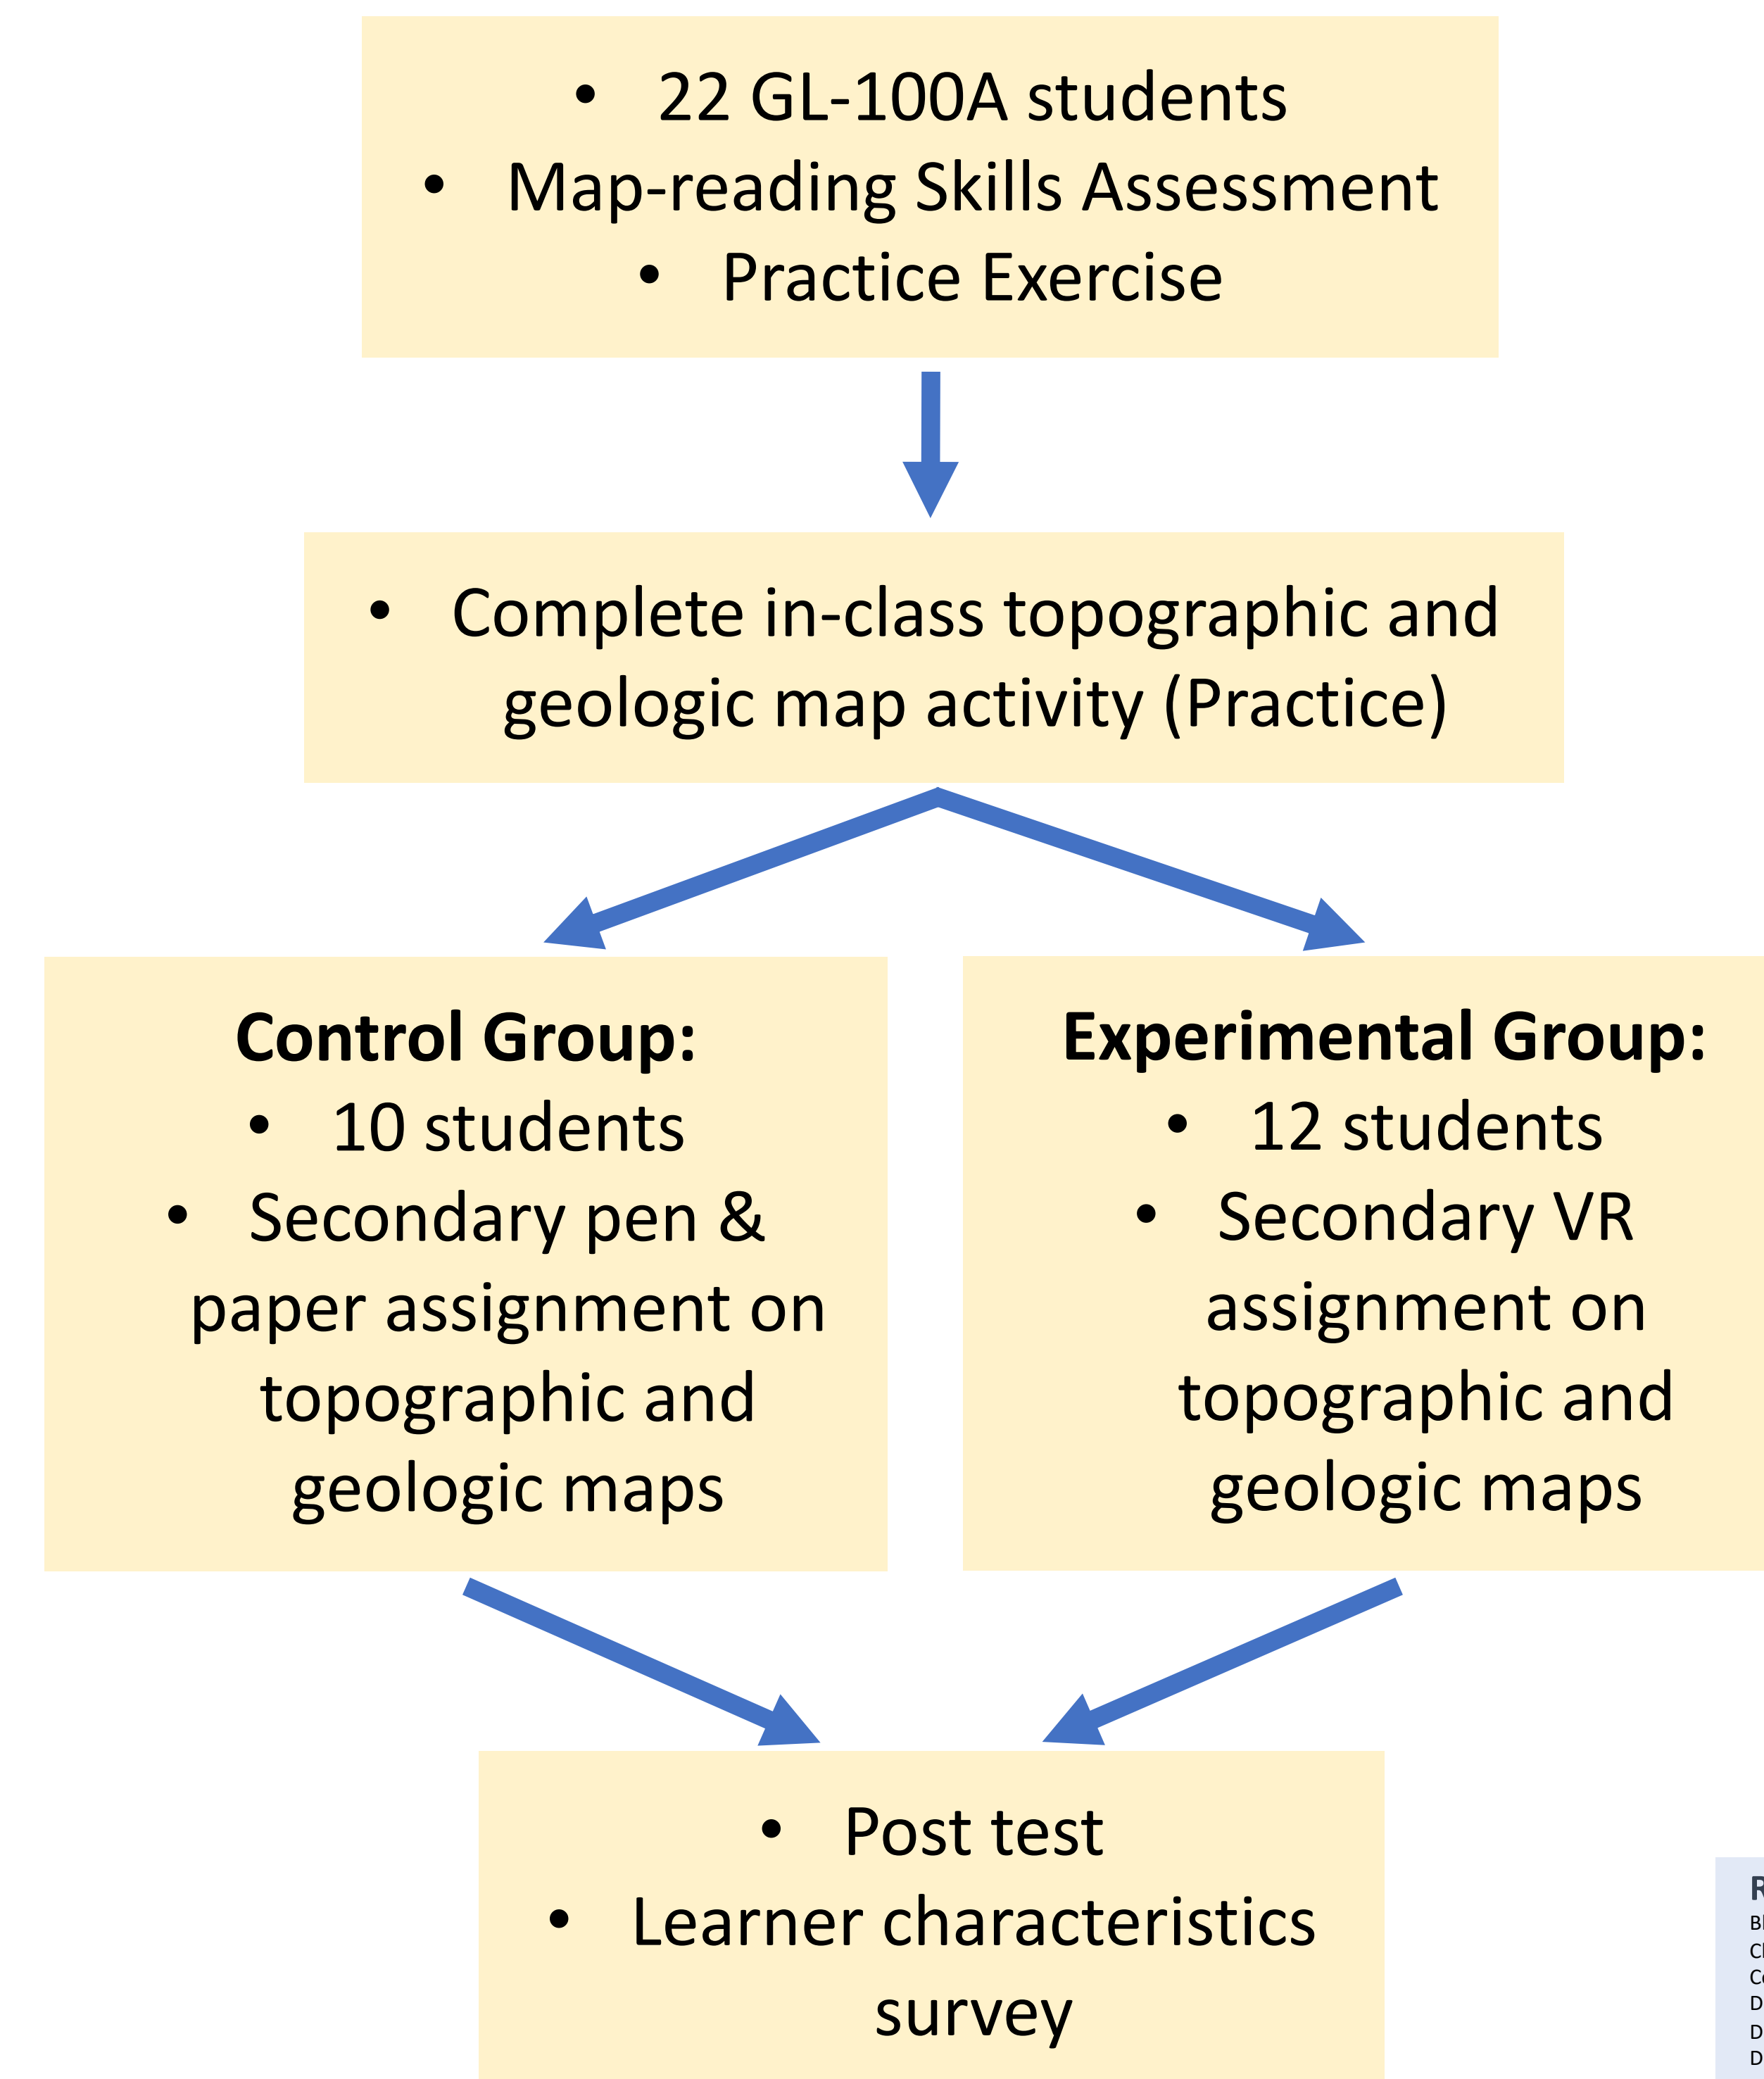 • 22 GL-100A students
• Map-reading Skills Assessment
• Practice Exercise
• Complete in-class topographic and
geologic map activity (Practice)
Control Group:
• 10 students
• Secondary pen &
paper assignment on
topographic and
geologic maps
Experimental Group:
• 12 students
• Secondary VR
assignment on
topographic and
geologic maps
• Post test
• Learner characteristics
survey